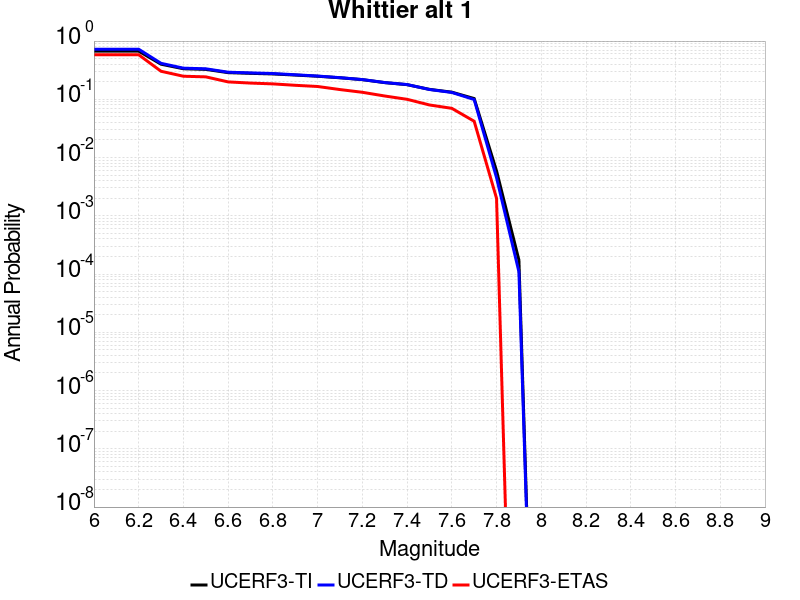 Whittier alt 1
10^0
10^-1
10^-2
10^-3
10^-4
10^-5
10^-6
10^-7
10^-8
Annual Probability
6 6.2 6.4 6.6 6.8 7 7.2 7.4 7.6 7.8 8 8.2 8.4 8.6 8.8 9
Magnitude
UCERF3-TI UCERF3-TD UCERF3-ETAS